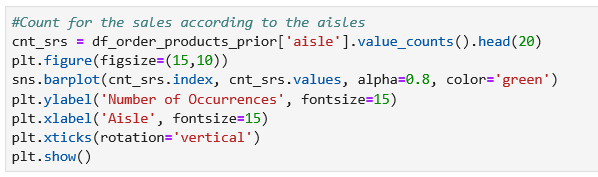 #Count for the sales according to the aisles
cnt_srs = df_order_products_prior['aisle'].value_counts().head(20)
plt.figure(figsize=(15,10))
sns.barplot(cnt_srs.index, cnt_srs.values, alpha=0.8, color='green')
plt.ylabel('Number of Occurrences', fontsize=15)
plt.xlabel('Aisle', fontsize=15)
plt.xticks(rotation='vertical')
plt.show()